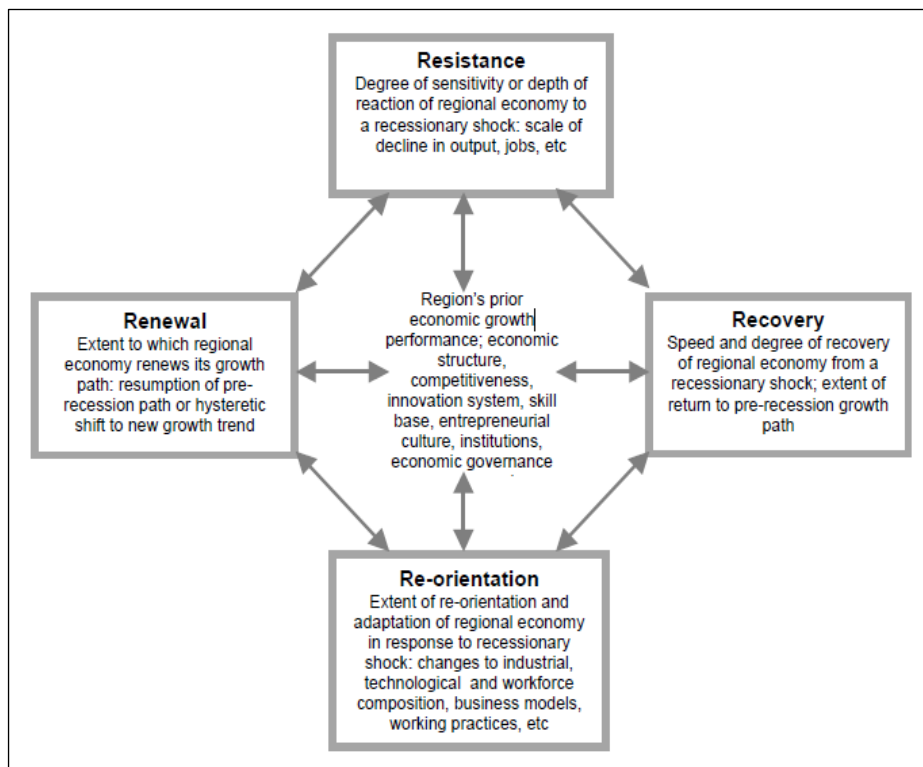 Resistance
Degree of sensitivity or depth of
reaction of regional economy to
a recessionary shock: scale of
decline in output, jobs, etc
Renewal
Extent to which regional
economy renews its growth
path: resumption of pre-
recession path or hysteretic
shift to new growth trend
Region's prior
economic growth
performance; economic
structure,
competitiveness,
innovation system, skill
base, entrepreneurial
culture, institutions,
economic governance
Recovery
Speed and degree of recovery
of regional economy from a
recessionary shock; extent of
return to pre-recession growth
path
Re-orientation
Extent of re-orientation and
adaptation of regional economy
in response to recessionary
shock: changes to industrial,
technological and workforce
composition, business models,
working practices, etc